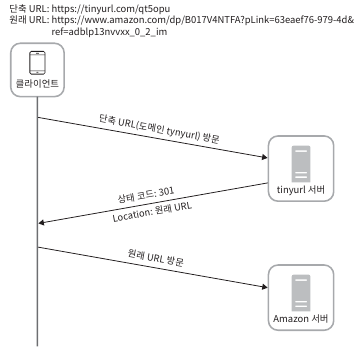 단축 URL: https://tinyurl.com/qt5opu
원래 URL: https://www.amazon.com/dp/B017V4NTFA?pLink=63eaef76-979-4d&
ref=adblp13nvvxx_0_2_im
클라이언트
단축 URL(도메인 tynyurl) 방문
tinyurl 서버
상태 코드: 301
Location: 원래 URL
원래 URL 방문
Amazon 서버